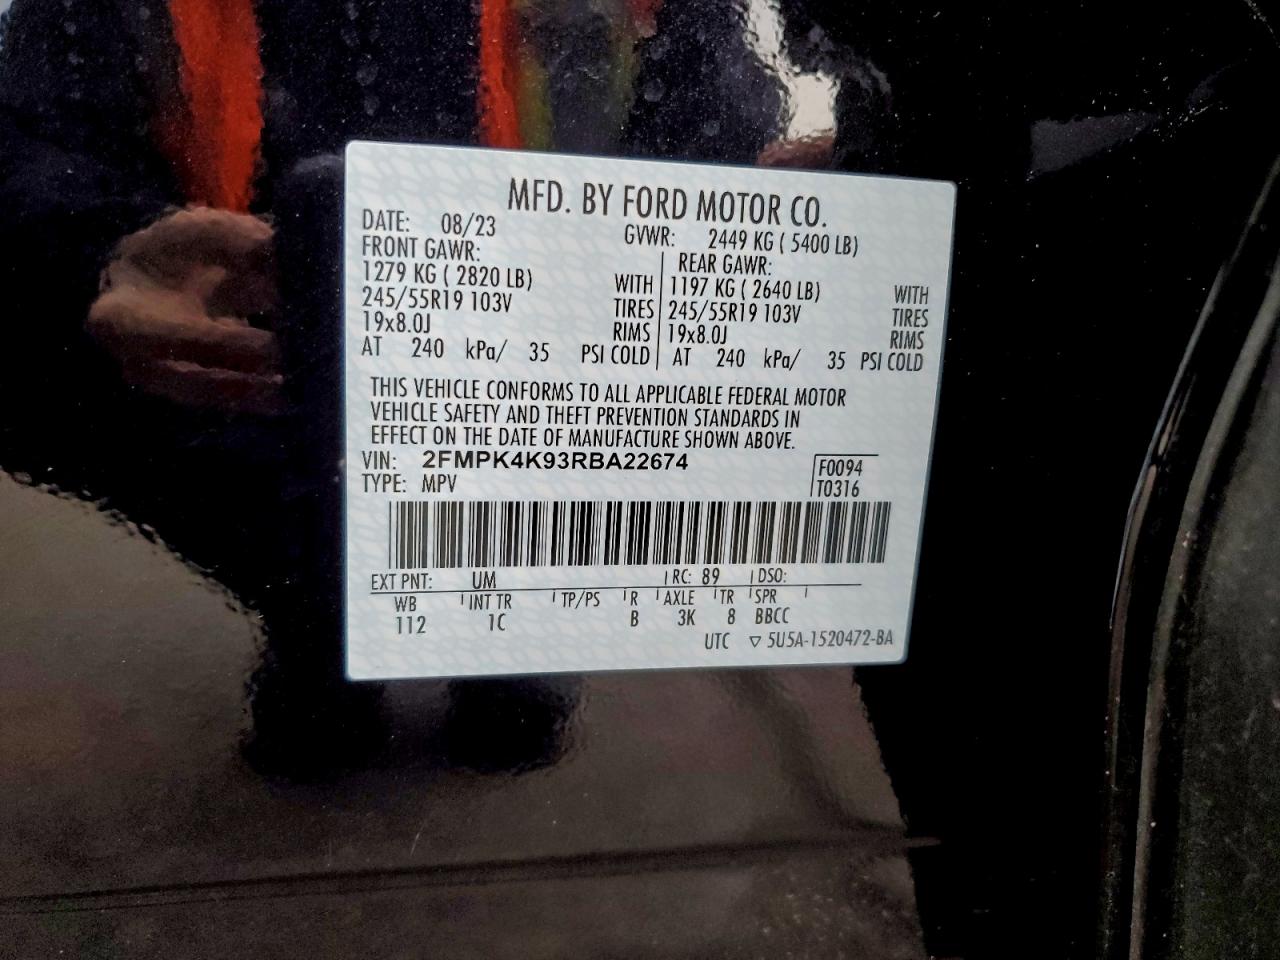 MFD. BY FORD MOTOR CO.
DATE: 08/23 GVWR: 2449 KG ( 5400 LB)
FRONT GAWR: REAR GAWR:
1279 KG ( 2820 LB) WITH 1197 KG ( 2640 LB) WITH
245/55R19 103V TIRES 245/55R19 103V TIRES
19x8.0J RIMS 19x8.0J RIMS
AT 240 kPa/ 35 PSI COLD AT 240 kPa/ 35 PSI COLD
THIS VEHICLE CONFORMS TO ALL APPLICABLE FEDERAL MOTOR
VEHICLE SAFETY AND THEFT PREVENTION STANDARDS IN
EFFECT ON THE DATE OF MANUFACTURE SHOWN ABOVE.
VIN: 2FMPK4K93RBA22674 F0094
TYPE: MPV T0316
EXT PNT: UM RC: 89 DSO:
WB INT TR TP/PS R AXLE TR SPR
112 1C B 3K 8 BBCC
UTC ▽ 5U5A-1520472-BA